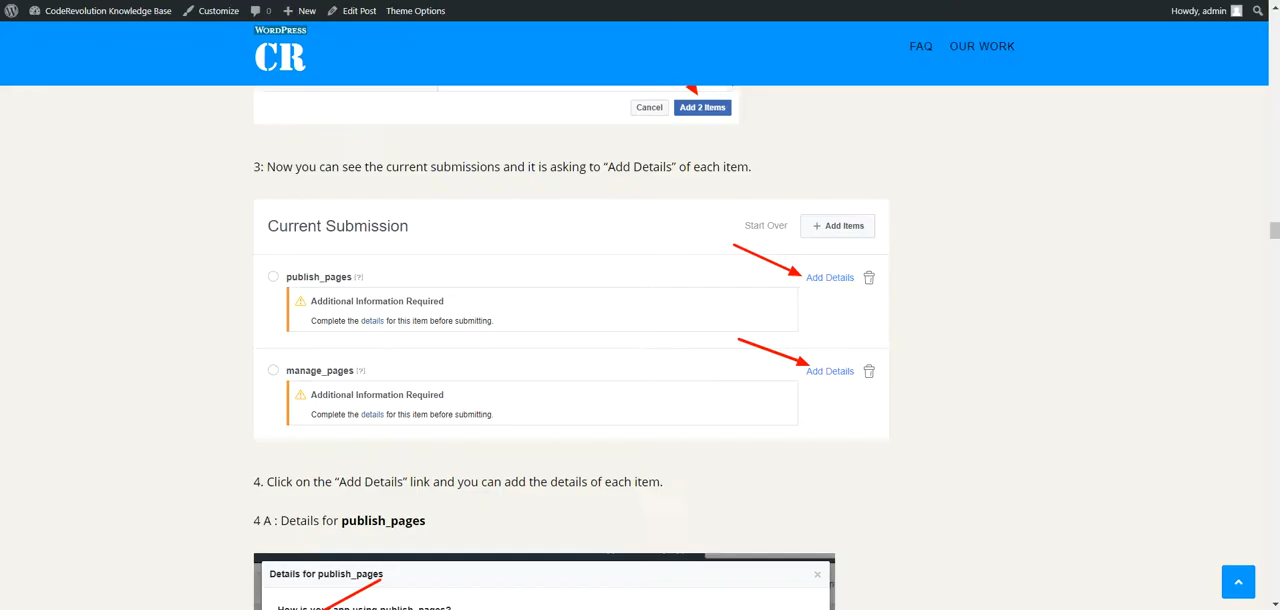 CodeRevolution Knowledge Base Customize 0 New Edit Post Theme Options Howdy, admin
WORDPRESS
CR
FAQ OUR WORK
Cancel Add 2 Items
3: Now you can see the current submissions and it is asking to “Add Details” of each item.
Current Submission Start Over + Add Items
publish_pages [?] Add Details
Additional Information Required
Complete the details for this item before submitting.
manage_pages [?] Add Details
Additional Information Required
Complete the details for this item before submitting.
4. Click on the “Add Details” link and you can add the details of each item.
4 A : Details for publish_pages
Details for publish_pages ×
How is your app using publish_pages?